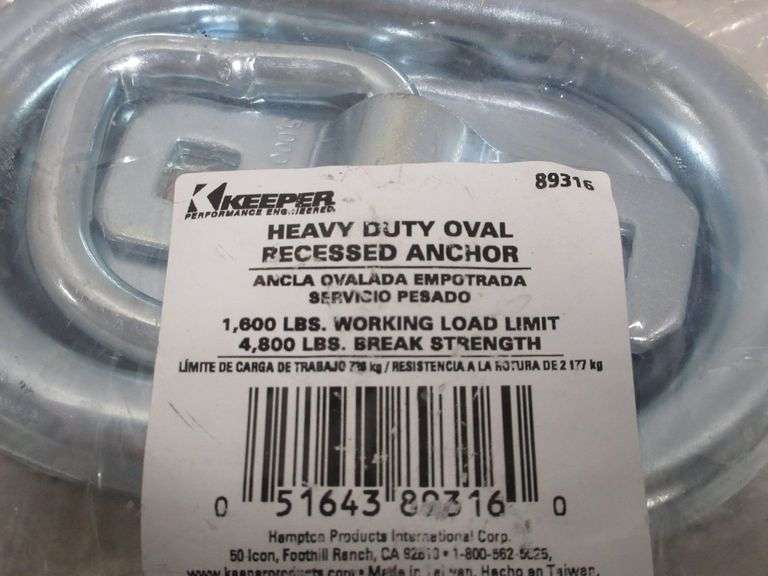 KEEPER
PERFORMANCE ENGINEERED
89316
HEAVY DUTY OVAL
RECESSED ANCHOR
ANCLA OVALADA EMPOTRADA
SERVICIO PESADO
1,600 LBS. WORKING LOAD LIMIT
4,800 LBS. BREAK STRENGTH
LÍMITE DE CARGA DE TRABAJO kg / RESISTENCIA A LA ROTURA DE 2 177 kg
0 51643 89316 0
Hampton Products International Corp.
50 Icon, Foothill Ranch, CA • 1-800-562-5625,
www.keeperproducts.com • Made in Taiwan. Hecho en Taiwan.